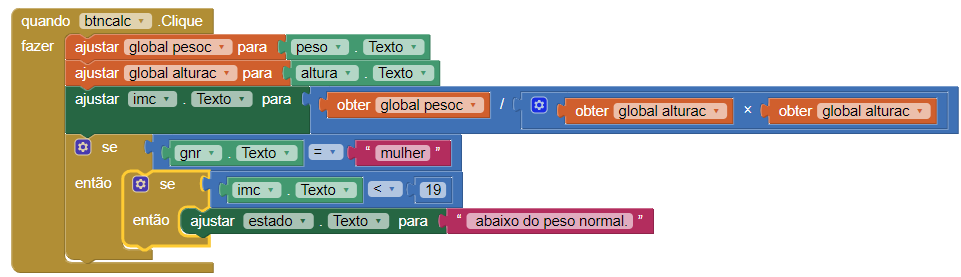 quando btncalc .Clique
fazer ajustar global pesoc para peso . Texto
ajustar global alturac para altura . Texto
ajustar imc . Texto para obter global pesoc / obter global alturac × obter global alturac
se gnr . Texto = “ mulher ”
então se imc . Texto < 19
então ajustar estado . Texto para “ abaixo do peso normal. ”